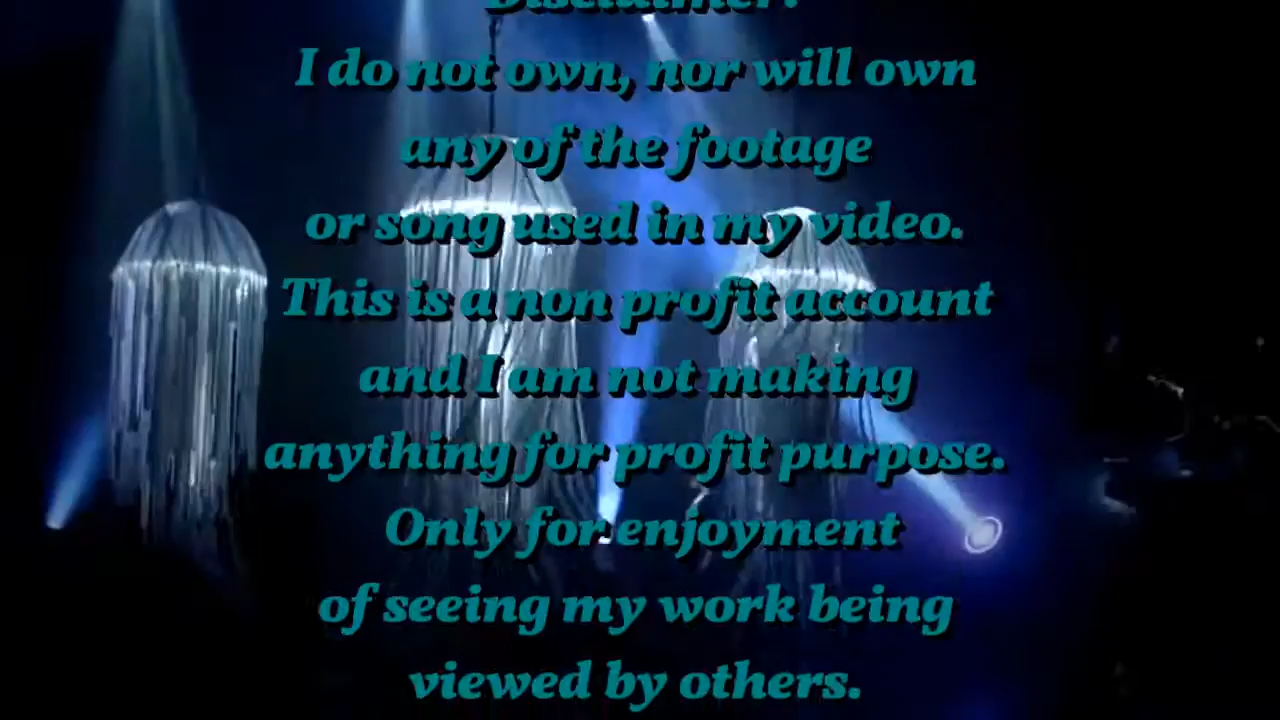 Disclaimer:
I do not own, nor will own
any of the footage
or song used in my video.
This is a non profit account
and I am not making
anything for profit purpose.
Only for enjoyment
of seeing my work being
viewed by others.